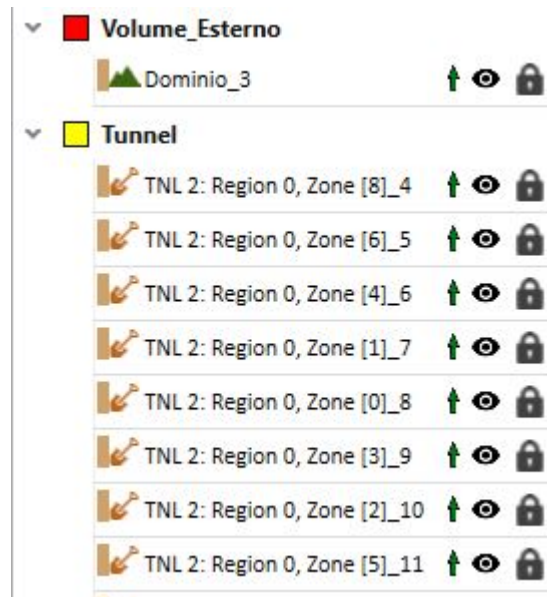 Volume_Esterno
Dominio_3
Tunnel
TNL 2: Region 0, Zone [8]_4
TNL 2: Region 0, Zone [6]_5
TNL 2: Region 0, Zone [4]_6
TNL 2: Region 0, Zone [1]_7
TNL 2: Region 0, Zone [0]_8
TNL 2: Region 0, Zone [3]_9
TNL 2: Region 0, Zone [2]_10
TNL 2: Region 0, Zone [5]_11